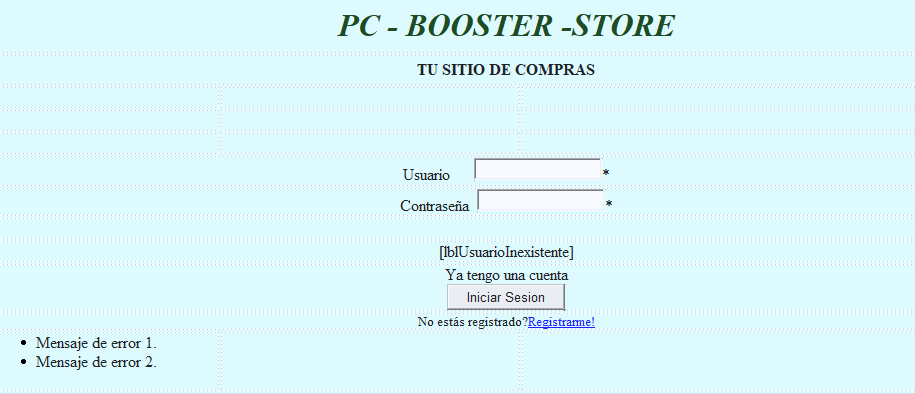 PC - BOOSTER -STORE
TU SITIO DE COMPRAS
Usuario *
Contraseña *
[lblUsuarioInexistente]
Ya tengo una cuenta
Iniciar Sesion
No estás registrado?Registrarme!
• Mensaje de error 1.
• Mensaje de error 2.